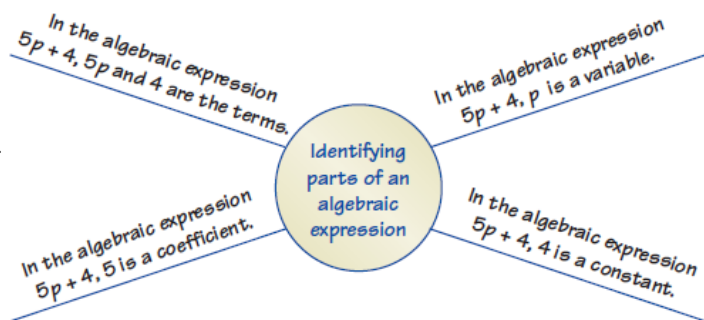 In the algebraic expression
5p + 4, 5p and 4 are the terms.
In the algebraic expression
5p + 4, p is a variable.
Identifying
parts of an
algebraic
expression
In the algebraic expression
5p + 4, 5 is a coefficient.
In the algebraic expression
5p + 4, 4 is a constant.